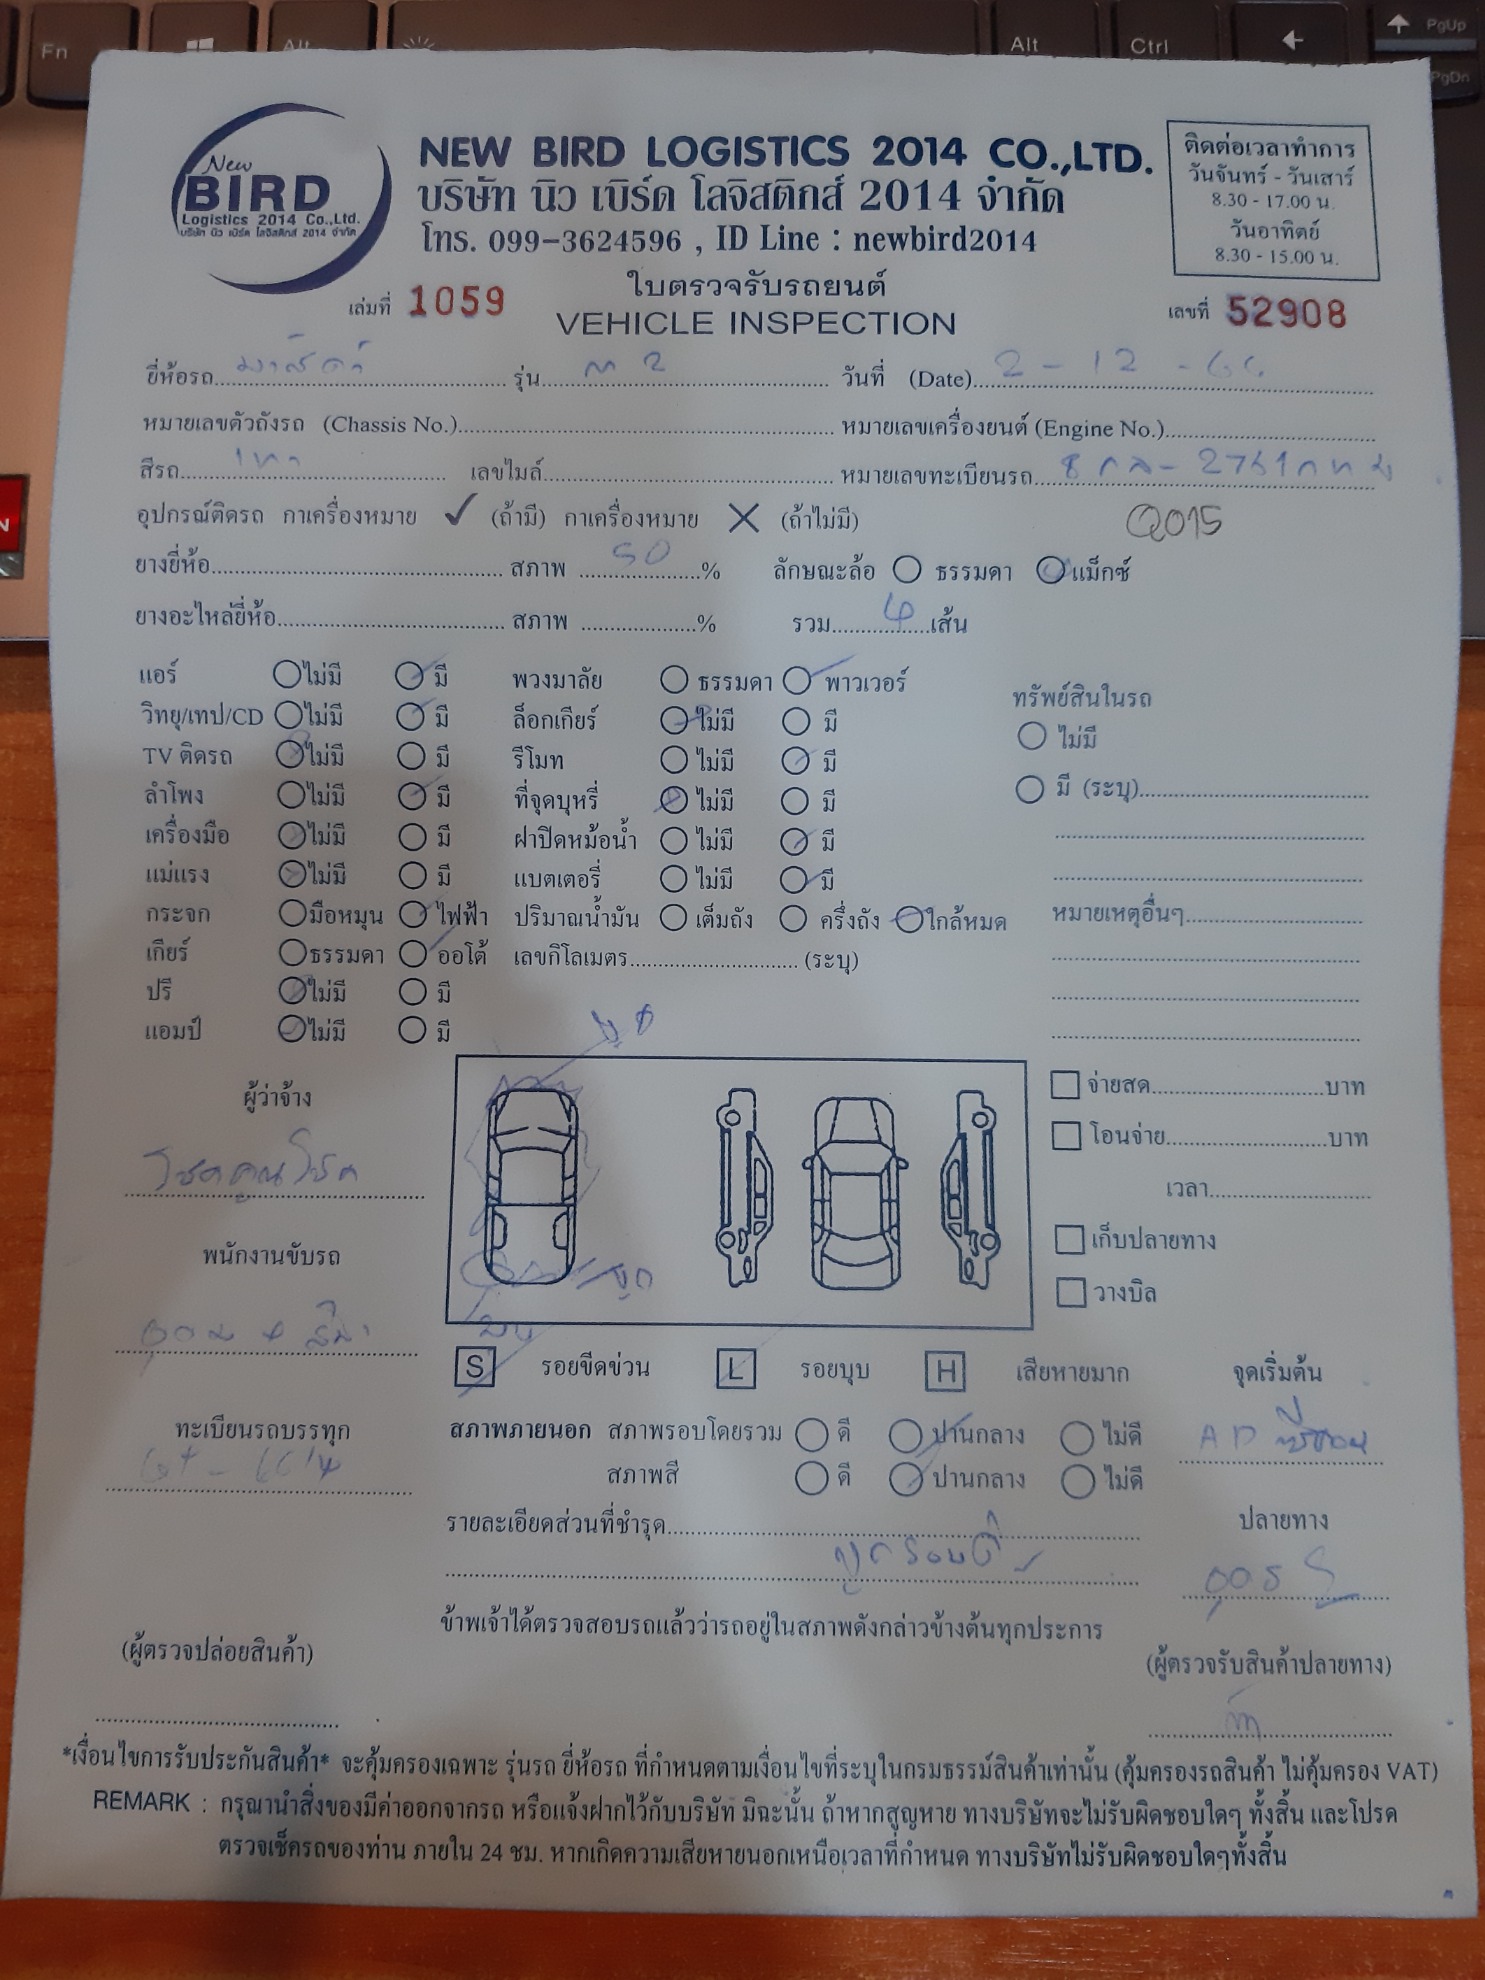 Fn
Alt
Alt
Ctrl
PgUp
PgDn
New
BIRD
Logistics 2014 Co.,Ltd.
บริษัท นิว เบิร์ด โลจิสติกส์ 2014 จำกัด
NEW BIRD LOGISTICS 2014 CO.,LTD.
บริษัท นิว เบิร์ด โลจิสติกส์ 2014 จำกัด
โทร. 099-3624596 , ID Line : newbird2014
ติดต่อเวลาทำการ
วันจันทร์ - วันเสาร์
8.30 - 17.00 น.
วันอาทิตย์
8.30 - 15.00 น.
ใบตรวจรับรถยนต์
เล่มที่ 1059 VEHICLE INSPECTION เลขที่ 52908
ยี่ห้อรถ มาสด้า รุ่น m 2 วันที่ (Date) 2 - 12 -
หมายเลขตัวถังรถ (Chassis No.) หมายเลขเครื่องยนต์ (Engine No.)
สีรถ เทา เลขไมล์ หมายเลขทะเบียนรถ
อุปกรณ์ติดรถ กาเครื่องหมาย ✓ (ถ้ามี) กาเครื่องหมาย ✕ (ถ้าไม่มี) Q015
ยางยี่ห้อ สภาพ 50 % ลักษณะล้อ ธรรมดา แม็กซ์
ยางอะไหล่ยี่ห้อ สภาพ % รวม 4 เส้น
แอร์ ไม่มี มี พวงมาลัย ธรรมดา พาวเวอร์ ทรัพย์สินในรถ
วิทยุ/เทป/CD ไม่มี มี ล็อกเกียร์ ไม่มี มี ไม่มี
TV ติดรถ ไม่มี มี รีโมท ไม่มี มี
ลำโพง ไม่มี มี ที่จุดบุหรี่ ไม่มี มี มี (ระบุ)
เครื่องมือ ไม่มี มี ฝาปิดหม้อน้ำ ไม่มี มี
แม่แรง ไม่มี มี แบตเตอรี่ ไม่มี มี
กระจก มือหมุน ไฟฟ้า ปริมาณน้ำมัน เต็มถัง ครึ่งถัง ใกล้หมด หมายเหตุอื่นๆ
เกียร์ ธรรมดา ออโต้ เลขกิโลเมตร (ระบุ)
ปรี ไม่มี มี
แอมป์ ไม่มี มี
ผู้ว่าจ้าง
โชคคูณโชค
พนักงานขับรถ
ทะเบียนรถบรรทุก
จ่ายสด บาท
โอนจ่าย บาท
เวลา
เก็บปลายทาง
วางบิล
S รอยขีดข่วน L รอยบุบ H เสียหายมาก จุดเริ่มต้น
สภาพภายนอก สภาพรอบโดยรวม ดี ปานกลาง ไม่ดี
สภาพสี ดี ปานกลาง ไม่ดี
รายละเอียดส่วนที่ชำรุด ปลายทาง
ข้าพเจ้าได้ตรวจสอบรถแล้วว่ารถอยู่ในสภาพดังกล่าวข้างต้นทุกประการ
(ผู้ตรวจปล่อยสินค้า) (ผู้ตรวจรับสินค้าปลายทาง)
*เงื่อนไขการรับประกันสินค้า* จะคุ้มครองเฉพาะ รุ่นรถ ยี่ห้อรถ ที่กำหนดตามเงื่อนไขที่ระบุในกรมธรรม์สินค้าเท่านั้น (คุ้มครองรถสินค้า ไม่คุ้มครอง VAT)
REMARK : กรุณานำสิ่งของมีค่าออกจากรถ หรือแจ้งฝากไว้กับบริษัท มิฉะนั้น ถ้าหากสูญหาย ทางบริษัทจะไม่รับผิดชอบใดๆ ทั้งสิ้น และโปรด
ตรวจเช็ครถของท่าน ภายใน 24 ชม. หากเกิดความเสียหายนอกเหนือเวลาที่กำหนด ทางบริษัทไม่รับผิดชอบใดๆทั้งสิ้น